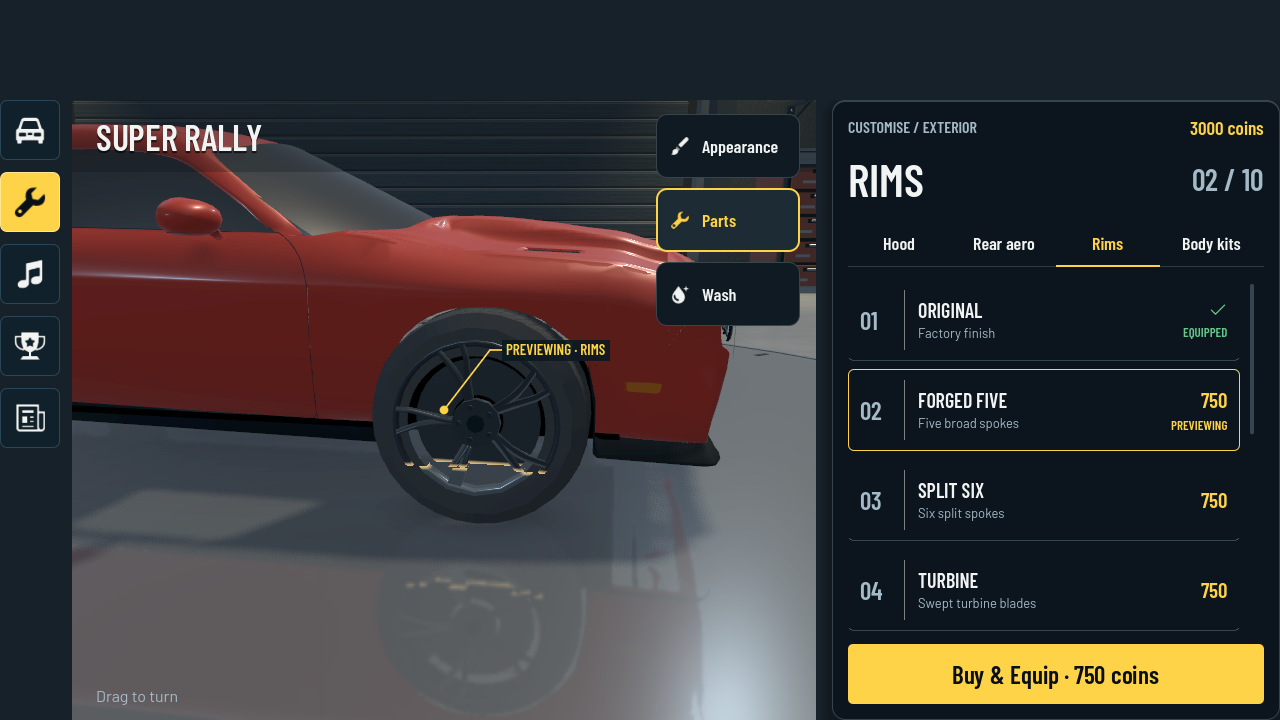 SUPER RALLY
Appearance
Parts
Wash
PREVIEWING · RIMS
Drag to turn
CUSTOMISE / EXTERIOR
3000 coins
RIMS
02 / 10
Hood
Rear aero
Rims
Body kits
01
ORIGINAL
Factory finish
EQUIPPED
02
FORGED FIVE
Five broad spokes
750
PREVIEWING
03
SPLIT SIX
Six split spokes
750
04
TURBINE
Swept turbine blades
750
Buy & Equip · 750 coins